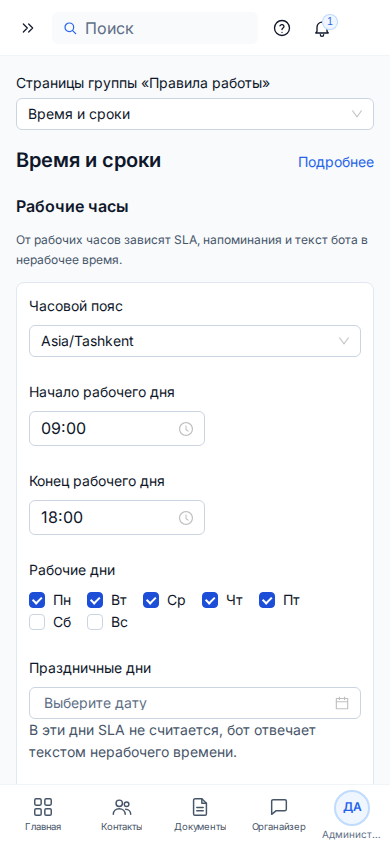 Поиск
1
Страницы группы «Правила работы»
Время и сроки
Время и сроки
Подробнее
Рабочие часы
От рабочих часов зависят SLA, напоминания и текст бота в
нерабочее время.
Часовой пояс
Asia/Tashkent
Начало рабочего дня
09:00
Конец рабочего дня
18:00
Рабочие дни
Пн Вт Ср Чт Пт
Сб Вс
Праздничные дни
Выберите дату
В эти дни SLA не считается, бот отвечает
текстом нерабочего времени.
ДА
Главная Контакты Документы Органайзер Админист...